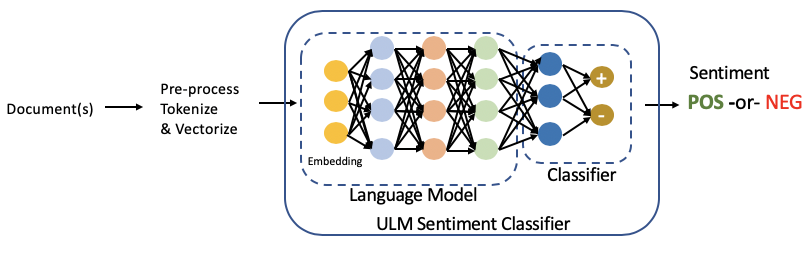 Document(s)
Pre-process
Tokenize
& Vectorize
Embedding
Language Model
+
-
Classifier
ULM Sentiment Classifier
Sentiment
POS -or- NEG